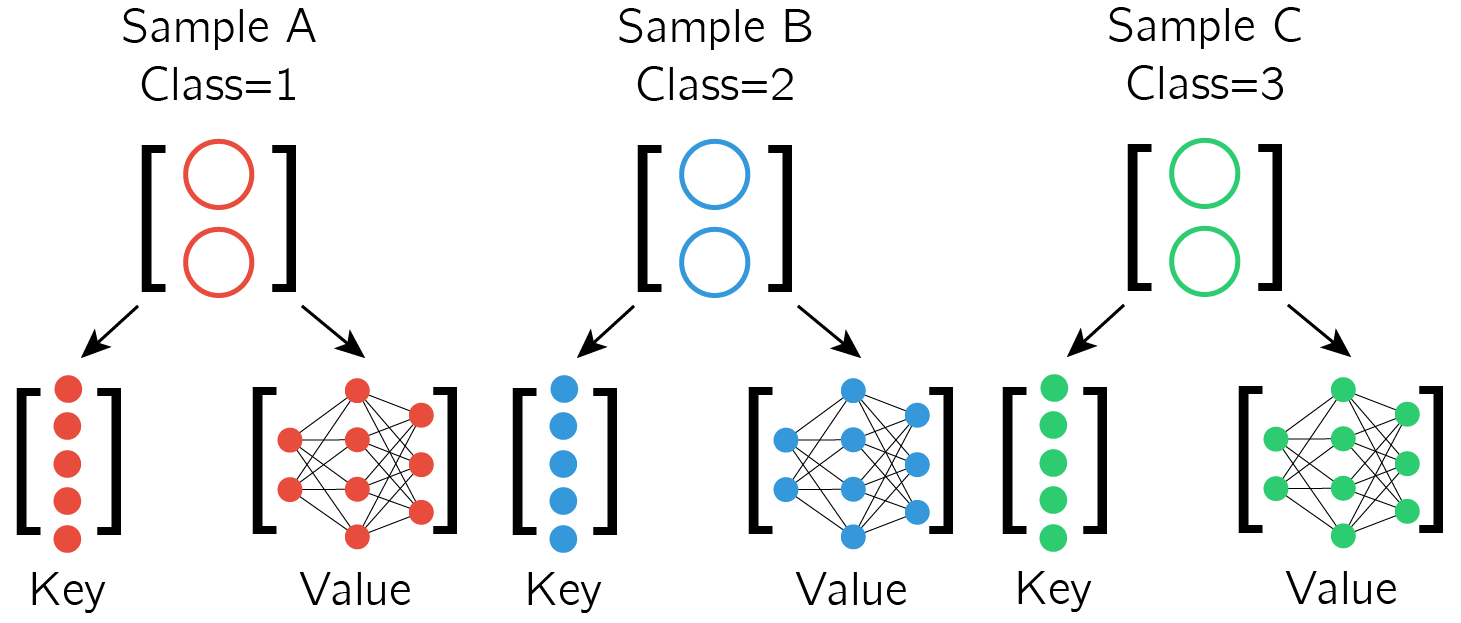 Sample A
Class=1
Sample B
Class=2
Sample C
Class=3
Key
Value
Key
Value
Key
Value